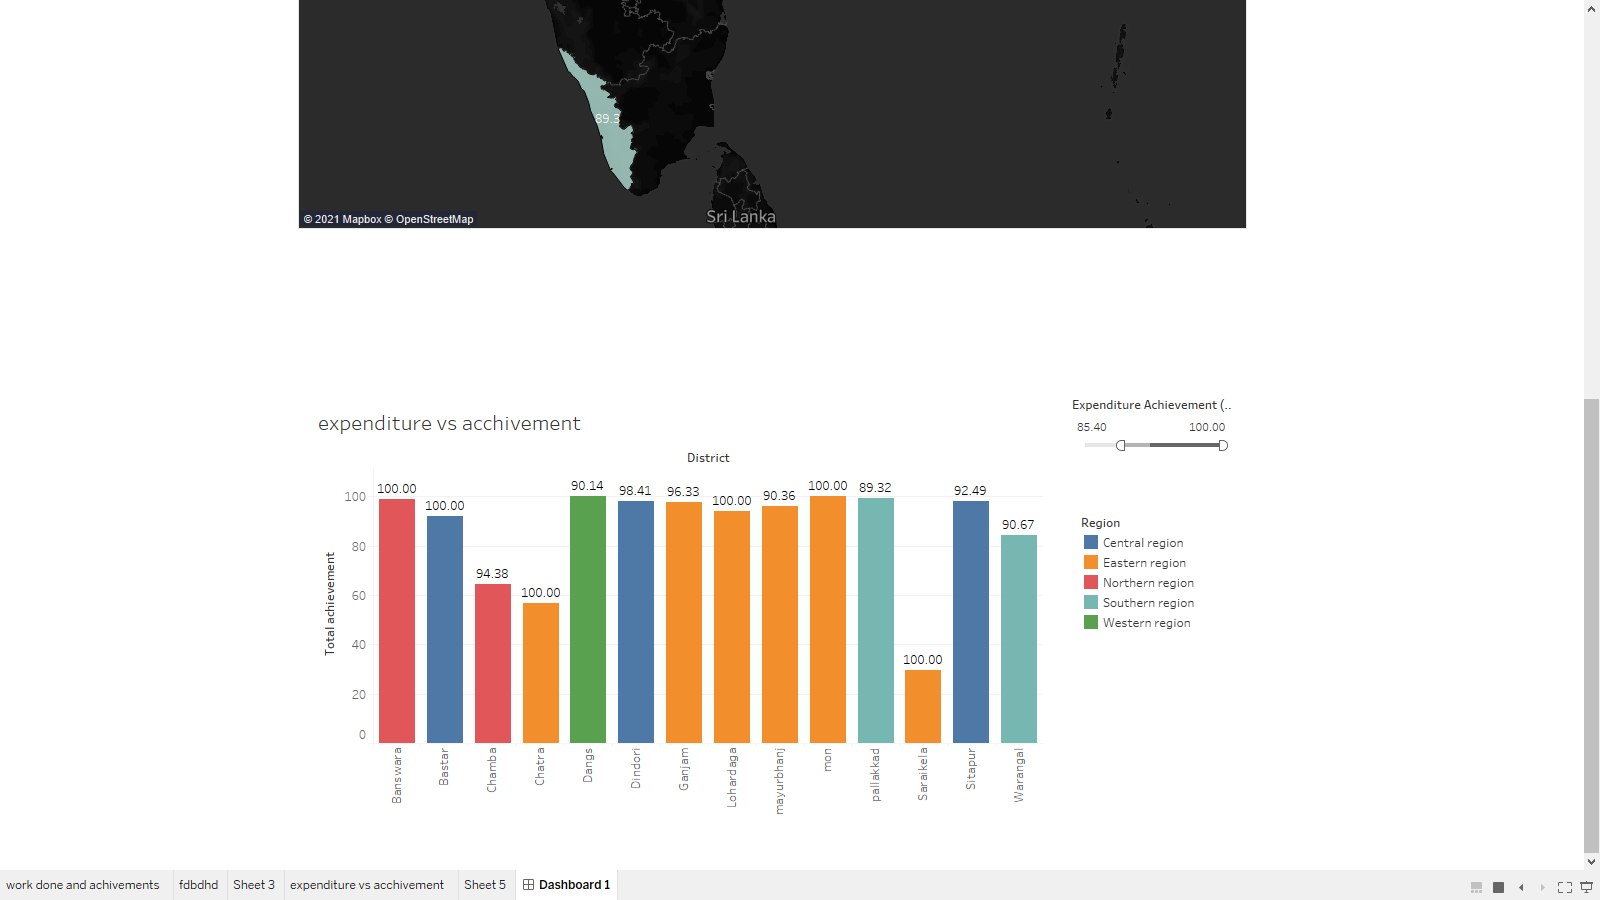 89.3
Sri Lanka
© 2021 Mapbox © OpenStreetMap
Expenditure Achievement (..
85.40 100.00
expenditure vs acchivement
District
Total achievement
100
80
60
40
20
0
100.00 100.00 94.38 100.00 90.14 98.41 96.33 100.00 90.36 100.00 89.32 100.00 92.49 90.67
Banswara Bastar Chamba Chatra Dangs Dindori Ganjam Lohardaga mayurbhanj mon pallakkad Saraikela Sitapur Warangal
Region
Central region
Eastern region
Northern region
Southern region
Western region
work done and achivements fdbdhd Sheet 3 expenditure vs acchivement Sheet 5 Dashboard 1